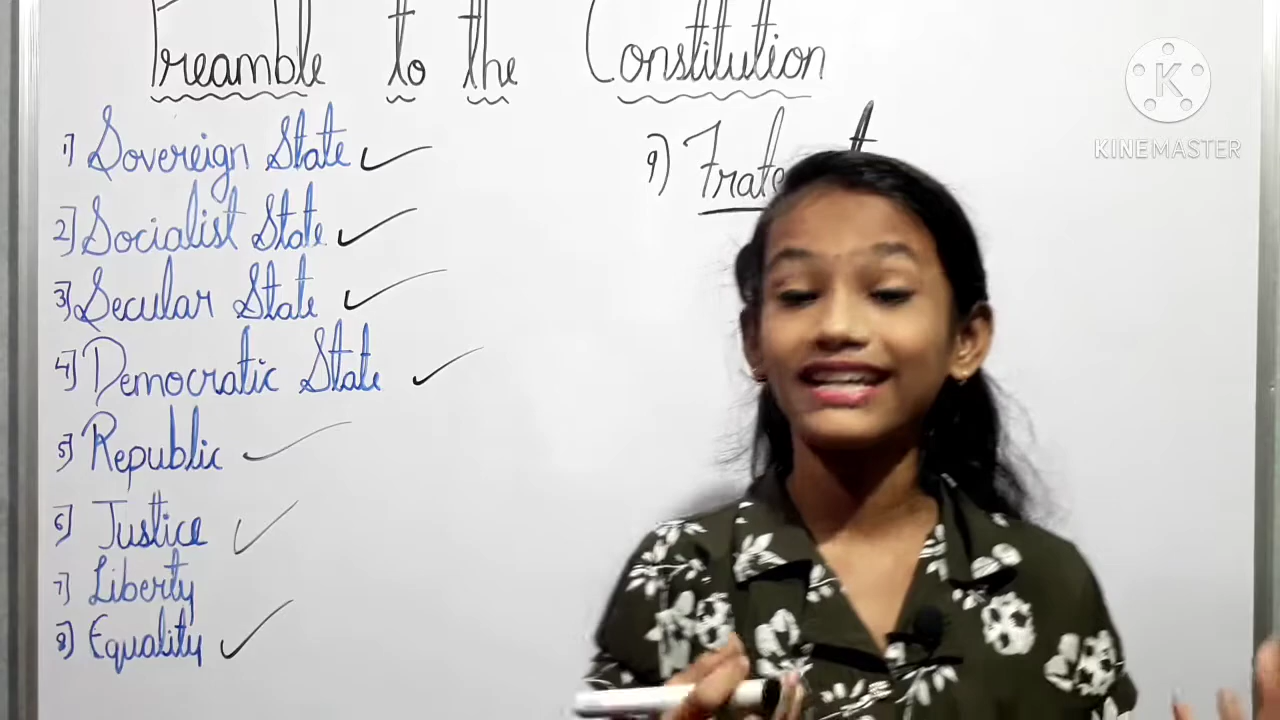 Preamble to the Constitution
1) Sovereign State
2] Socialist State
3] Secular State
4] Democratic State
5] Republic
6] Justice
7] Liberty
8] Equality
9)
K
KINEMASTER